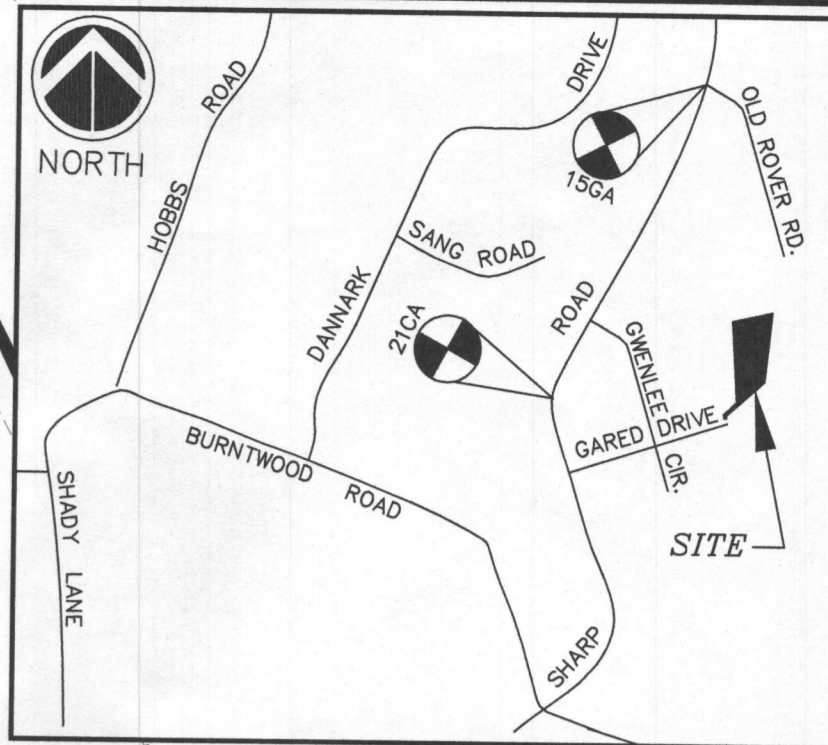 NORTH
HOBBS ROAD
DRIVE
DANNARK
SANG ROAD
15GA
OLD ROVER RD.
21CA
ROAD
GWENLEE CIR.
GARED DRIVE
BURNTWOOD ROAD
SHADY LANE
SITE
SHARP